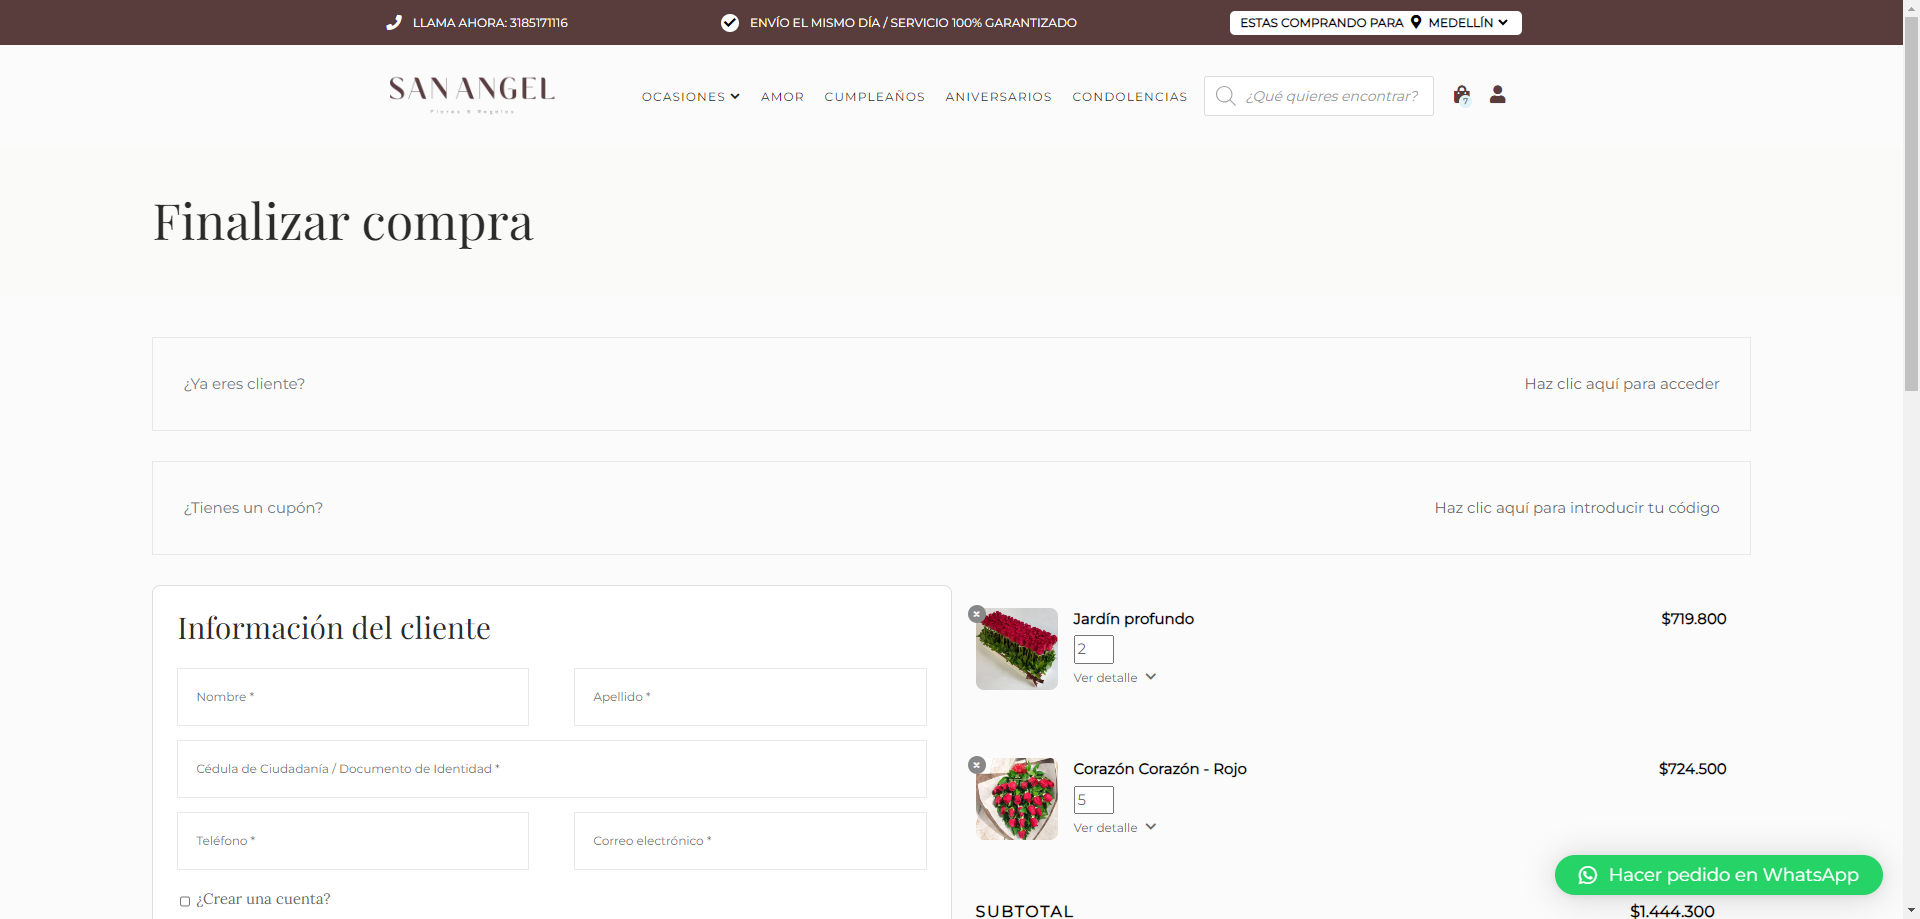 LLAMA AHORA: 3185171116
ENVÍO EL MISMO DÍA / SERVICIO 100% GARANTIZADO
ESTAS COMPRANDO PARA MEDELLÍN
SAN ANGEL
Flores & Regalos
OCASIONES AMOR CUMPLEAÑOS ANIVERSARIOS CONDOLENCIAS
¿Qué quieres encontrar?
7
Finalizar compra
¿Ya eres cliente? Haz clic aquí para acceder
¿Tienes un cupón? Haz clic aquí para introducir tu código
Información del cliente
Nombre * Apellido *
Cédula de Ciudadanía / Documento de Identidad *
Teléfono * Correo electrónico *
¿Crear una cuenta?
Jardín profundo $719.800
2
Ver detalle
Corazón Corazón - Rojo $724.500
5
Ver detalle
Hacer pedido en WhatsApp
SUBTOTAL $1.444.300